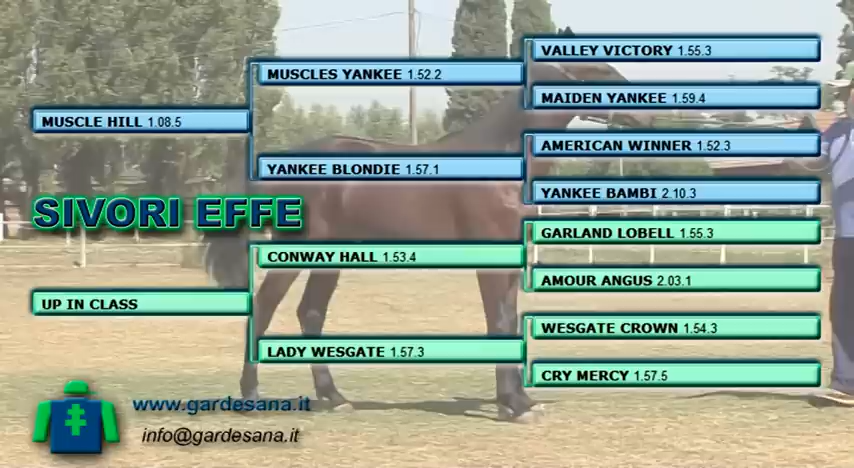 VALLEY VICTORY 1.55.3
MUSCLES YANKEE 1.52.2
MAIDEN YANKEE 1.59.4
MUSCLE HILL 1.08.5
AMERICAN WINNER 1.52.3
YANKEE BLONDIE 1.57.1
YANKEE BAMBI 2.10.3
SIVORI EFFE
GARLAND LOBELL 1.55.3
CONWAY HALL 1.53.4
AMOUR ANGUS 2.03.1
UP IN CLASS
WESGATE CROWN 1.54.3
LADY WESGATE 1.57.3
CRY MERCY 1.57.5
www.gardesana.it
info@gardesana.it